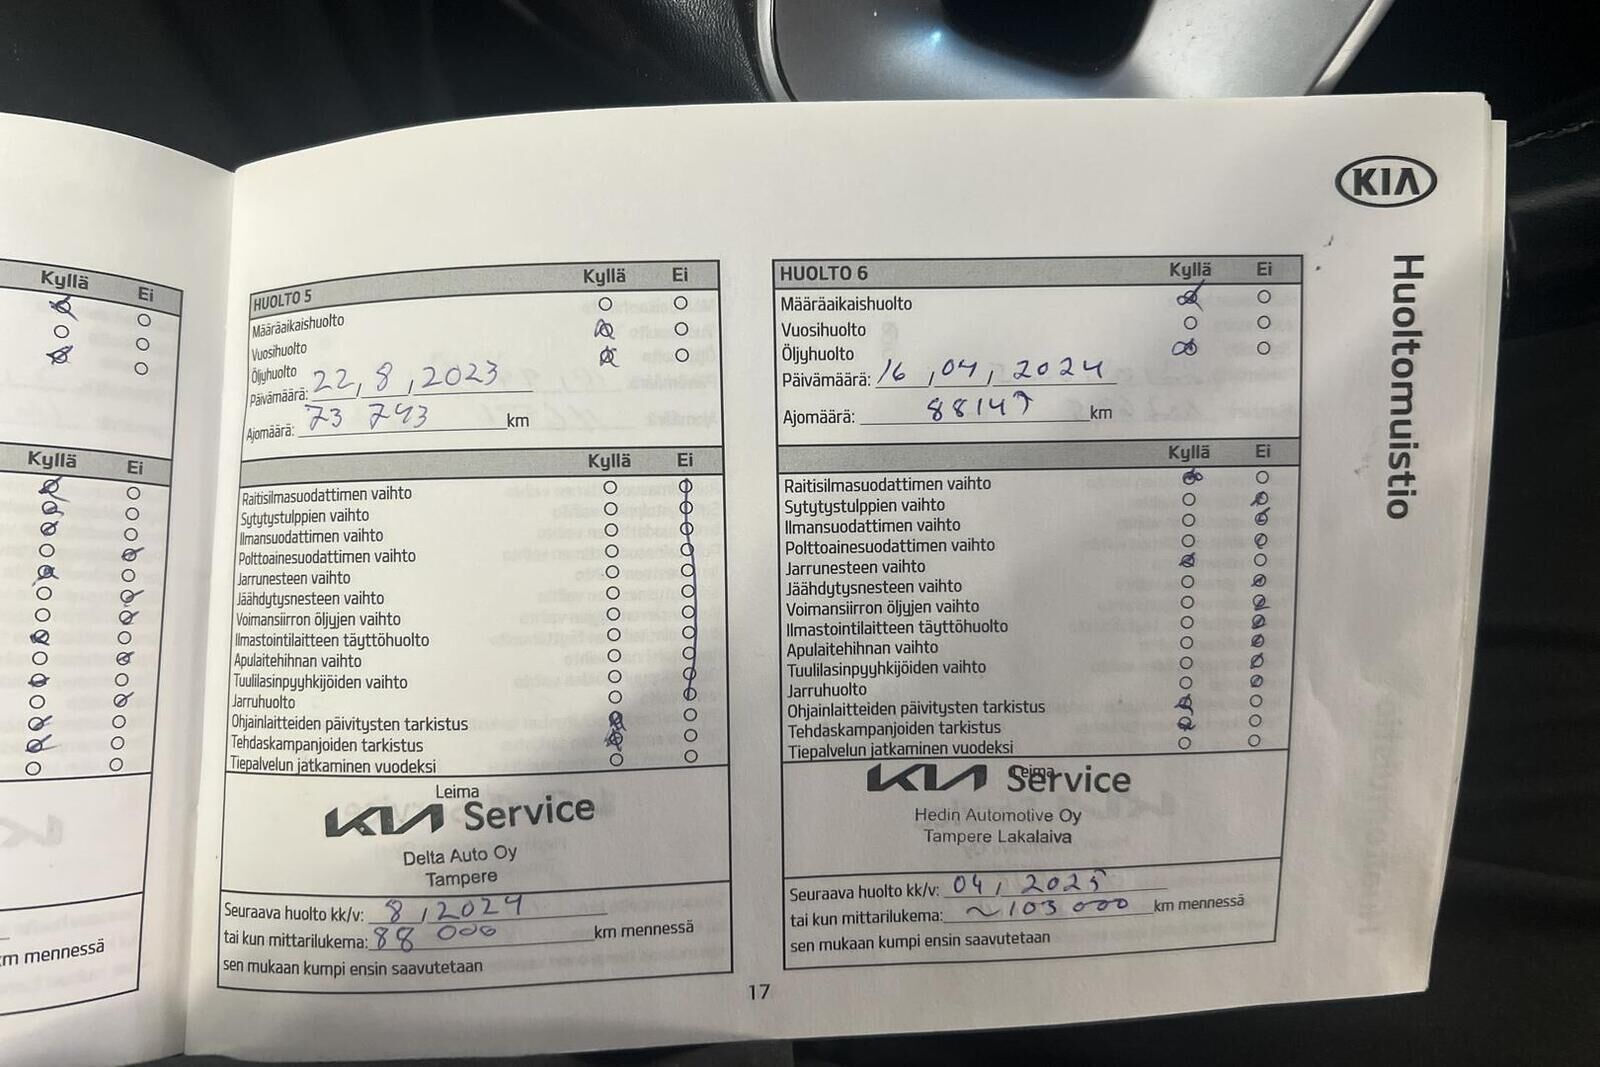 KIA
Huoltomuistio
Kyllä Ei
Kyllä Ei
km mennessä
HUOLTO 5 Kyllä Ei
Määräaikaishuolto
Vuosihuolto
Öljyhuolto
Päivämäärä: 22, 8, 2023
Ajomäärä: 73 743 km
Kyllä Ei
Raitisilmasuodattimen vaihto
Sytytystulppien vaihto
Ilmansuodattimen vaihto
Polttoainesuodattimen vaihto
Jarrunesteen vaihto
Jäähdytysnesteen vaihto
Voimansiirron öljyjen vaihto
Ilmastointilaitteen täyttöhuolto
Apulaitehihnan vaihto
Tuulilasinpyyhkijöiden vaihto
Jarruhuolto
Ohjainlaitteiden päivitysten tarkistus
Tehdaskampanjoiden tarkistus
Tiepalvelun jatkaminen vuodeksi
Leima
KIA Service
Delta Auto Oy
Tampere
Seuraava huolto kk/v: 8, 2024
tai kun mittarilukema: 88 000 km mennessä
sen mukaan kumpi ensin saavutetaan
HUOLTO 6 Kyllä Ei
Määräaikaishuolto
Vuosihuolto
Öljyhuolto
Päivämäärä: 16, 04, 2024
Ajomäärä: 88147 km
Kyllä Ei
Raitisilmasuodattimen vaihto
Sytytystulppien vaihto
Ilmansuodattimen vaihto
Polttoainesuodattimen vaihto
Jarrunesteen vaihto
Jäähdytysnesteen vaihto
Voimansiirron öljyjen vaihto
Ilmastointilaitteen täyttöhuolto
Apulaitehihnan vaihto
Tuulilasinpyyhkijöiden vaihto
Jarruhuolto
Ohjainlaitteiden päivitysten tarkistus
Tehdaskampanjoiden tarkistus
Tiepalvelun jatkaminen vuodeksi
Leima
KIA Service
Hedin Automotive Oy
Tampere Lakalaiva
Seuraava huolto kk/v: 04, 2025
tai kun mittarilukema: ~103 000 km mennessä
sen mukaan kumpi ensin saavutetaan
17